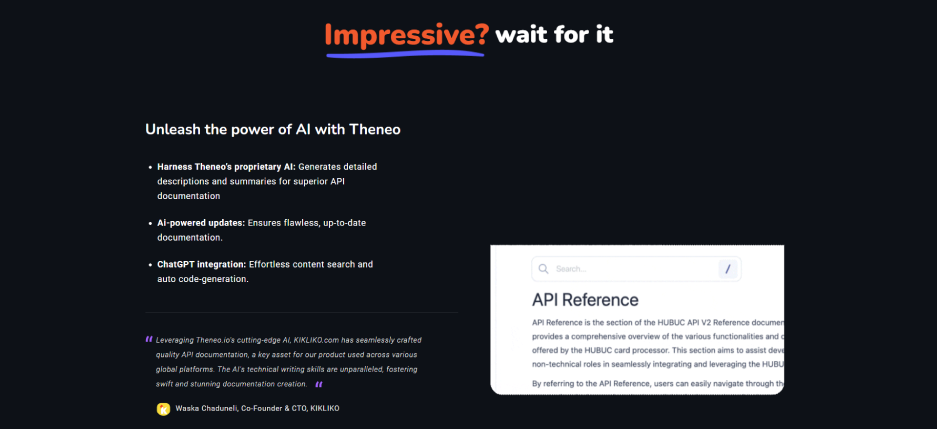 Impressive? wait for it
Unleash the power of AI with Theneo
• Harness Theneo's proprietary AI: Generates detailed
descriptions and summaries for superior API
documentation
• Ai-powered updates: Ensures flawless, up-to-date
documentation.
• ChatGPT integration: Effortless content search and
auto code-generation.
" Leveraging Theneo.io's cutting-edge AI, KIKLIKO.com has seamlessly crafted
quality API documentation, a key asset for our product used across various
global platforms. The AI's technical writing skills are unparalleled, fostering
swift and stunning documentation creation. "
Waska Chaduneli, Co-Founder & CTO, KIKLIKO
Search... /
API Reference
API Reference is the section of the HUBUC API V2 Reference documen
provides a comprehensive overview of the various functionalities and c
offered by the HUBUC card processor. This section aims to assist deve
non-technical roles in seamlessly integrating and leveraging the HUBU
By referring to the API Reference, users can easily navigate through th